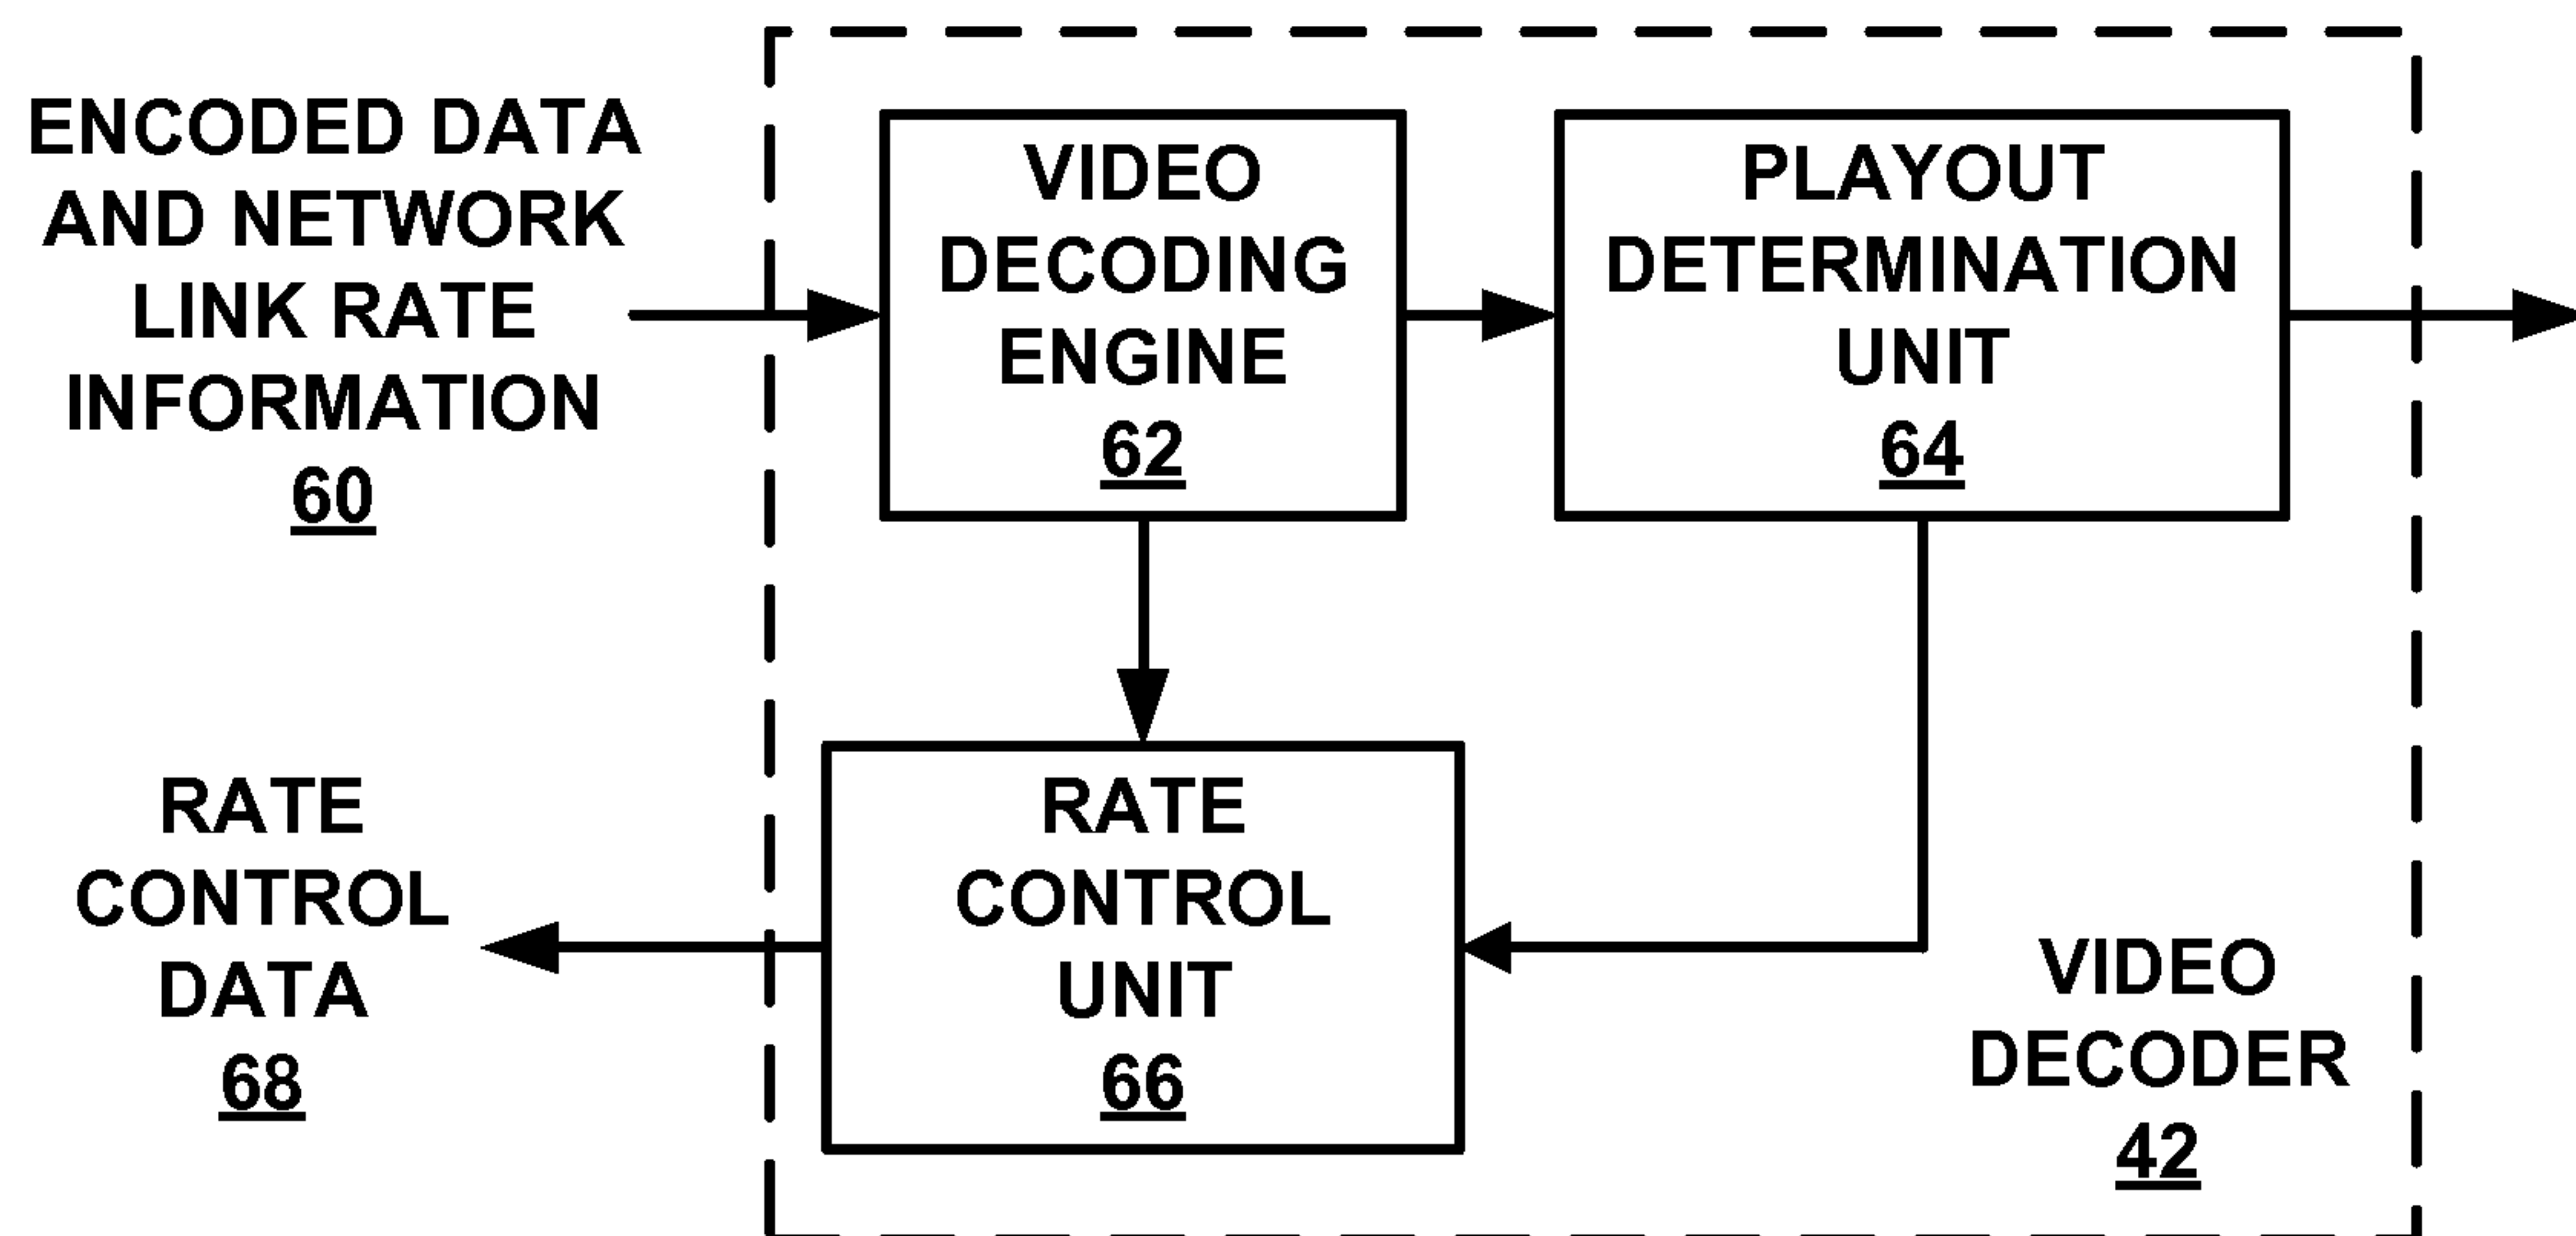 ENCODED DATA
AND NETWORK
LINK RATE
INFORMATION
60
VIDEO
DECODING
ENGINE
62
PLAYOUT
DETERMINATION
UNIT
64
RATE
CONTROL
DATA
68
RATE
CONTROL
UNIT
66
VIDEO
DECODER
42